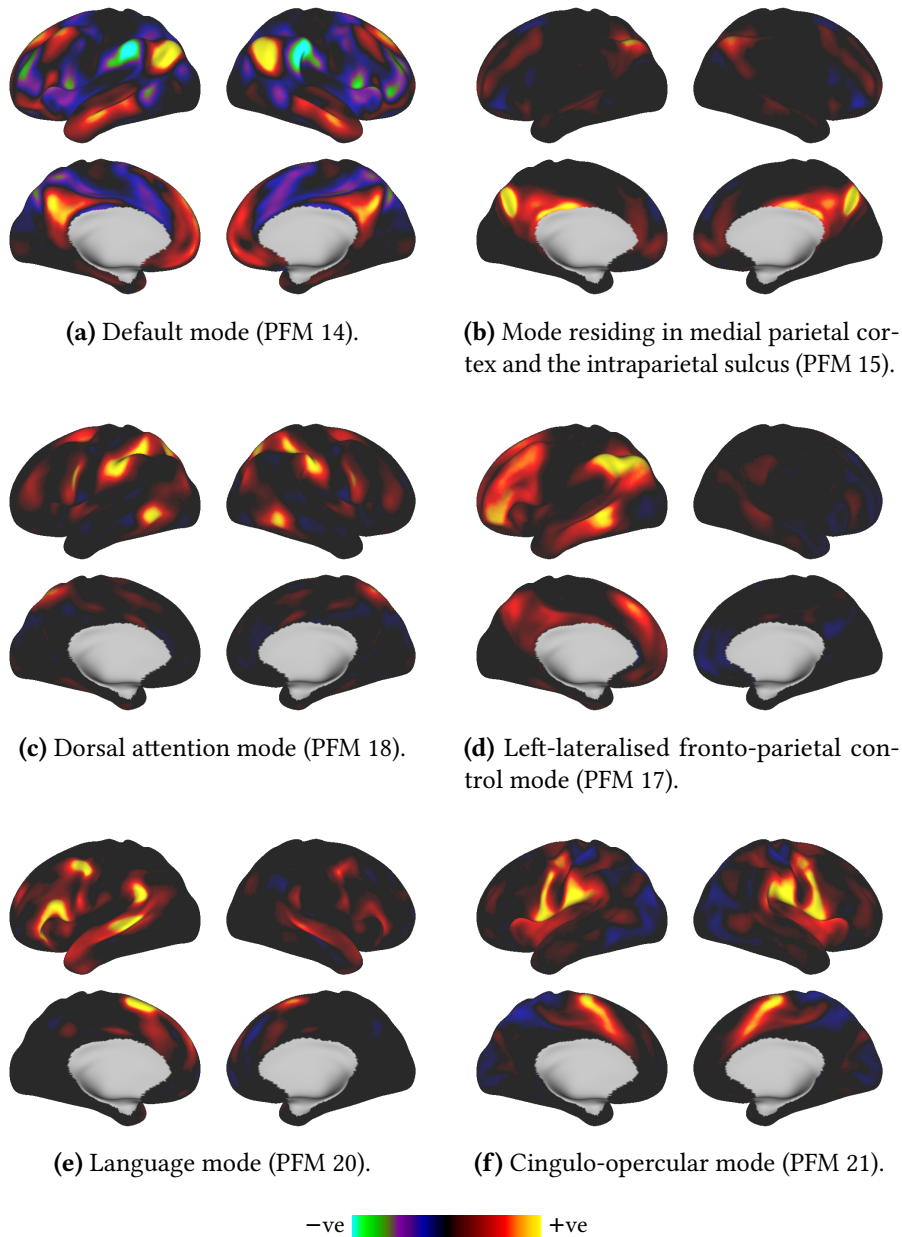 (a) Default mode (PFM 14).
(b) Mode residing in medial parietal cor-
tex and the intraparietal sulcus (PFM 15).
(c) Dorsal attention mode (PFM 18).
(d) Left-lateralised fronto-parietal con-
trol mode (PFM 17).
(e) Language mode (PFM 20).
(f) Cingulo-opercular mode (PFM 21).
−ve +ve